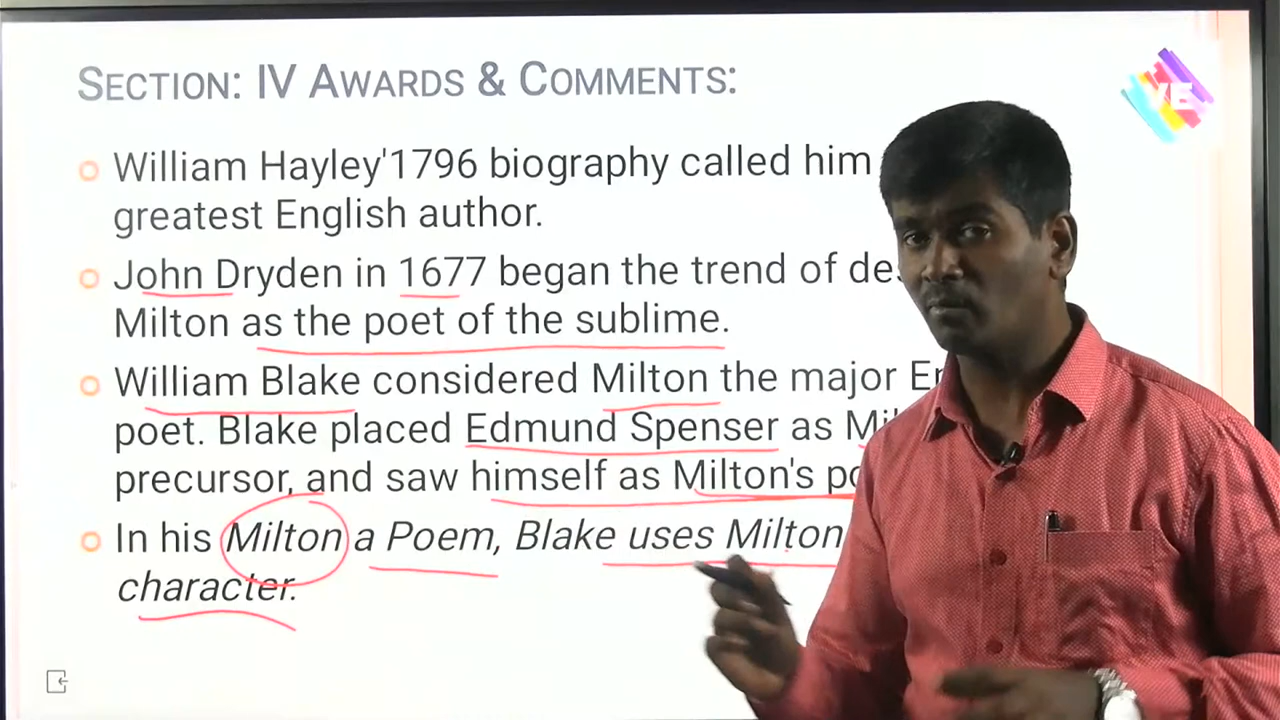 SECTION: IV AWARDS & COMMENTS:
VE
William Hayley'1796 biography called him
greatest English author.
John Dryden in 1677 began the trend of
Milton as the poet of the sublime.
William Blake considered Milton the major
poet. Blake placed Edmund Spenser as
precursor, and saw himself as Milton's
In his Milton a Poem, Blake uses Milton
character.